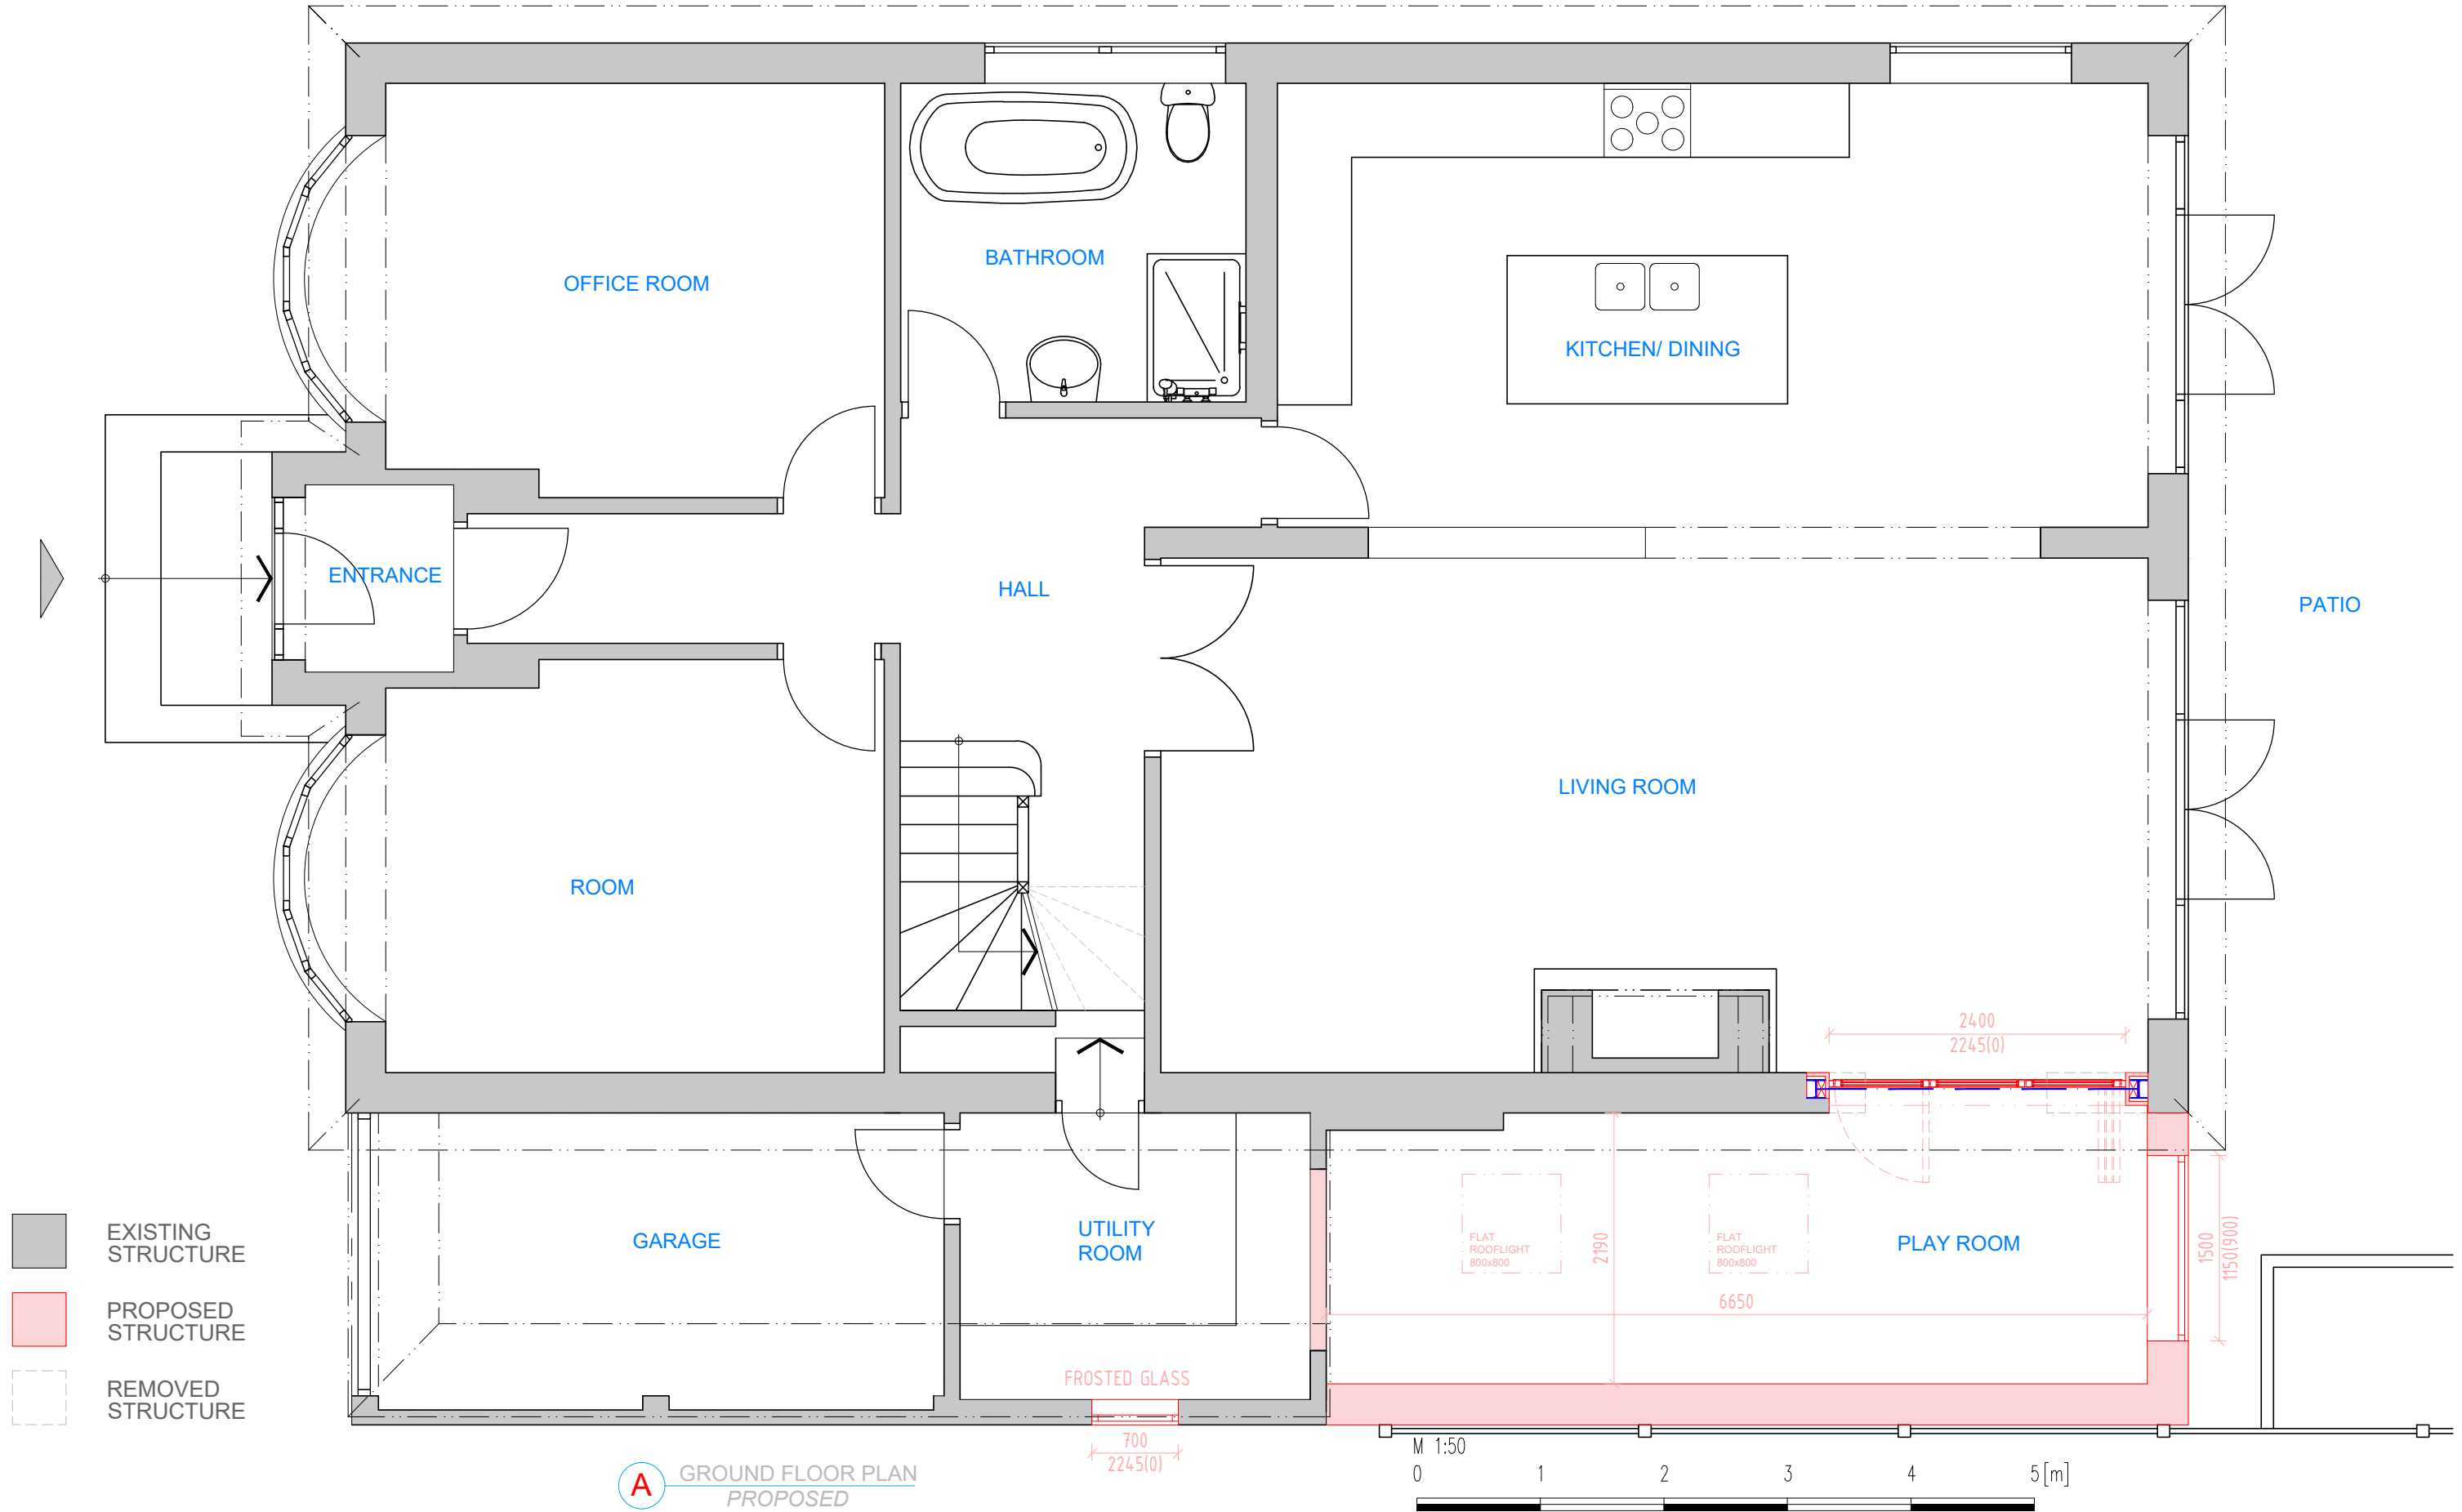 BATHROOM
OFFICE ROOM
KITCHEN/ DINING
ENTRANCE
HALL
PATIO
LIVING ROOM
ROOM
2400
2245(0)
EXISTING
STRUCTURE
PROPOSED
STRUCTURE
REMOVED
STRUCTURE
GARAGE
UTILITY
ROOM
FLAT
ROOFLIGHT
800x800
2190
FLAT
ROOFLIGHT
800x800
PLAY ROOM
1500
1150(900)
6650
FROSTED GLASS
700
2245(0)
A
GROUND FLOOR PLAN
PROPOSED
M 1:50
0 1 2 3 4 5[m]